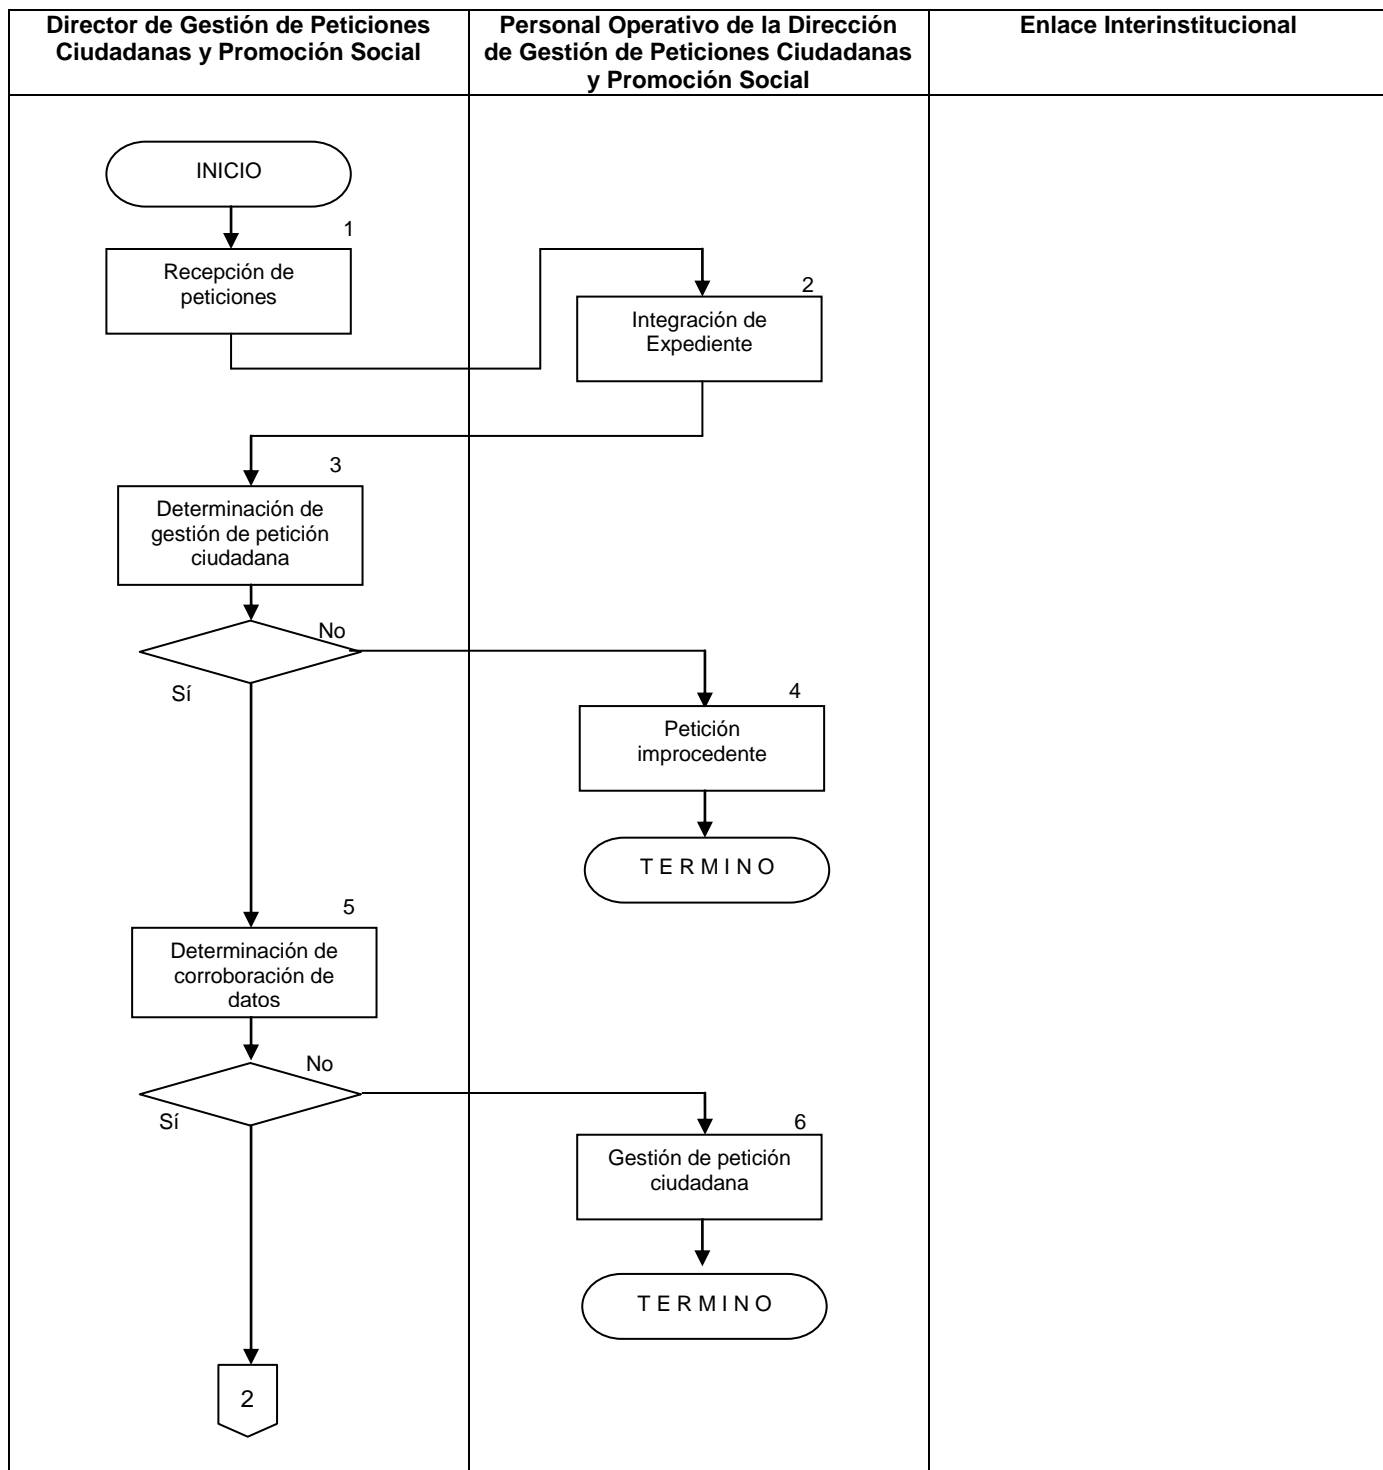 Director de Gestión de Peticiones
Ciudadanas y Promoción Social
Personal Operativo de la Dirección
de Gestión de Peticiones Ciudadanas
y Promoción Social
Enlace Interinstitucional
INICIO
1
Recepción de
peticiones
2
Integración de
Expediente
3
Determinación de
gestión de petición
ciudadana
No
Sí
4
Petición
improcedente
T E R M I N O
5
Determinación de
corroboración de
datos
No
Sí
6
Gestión de petición
ciudadana
T E R M I N O
2